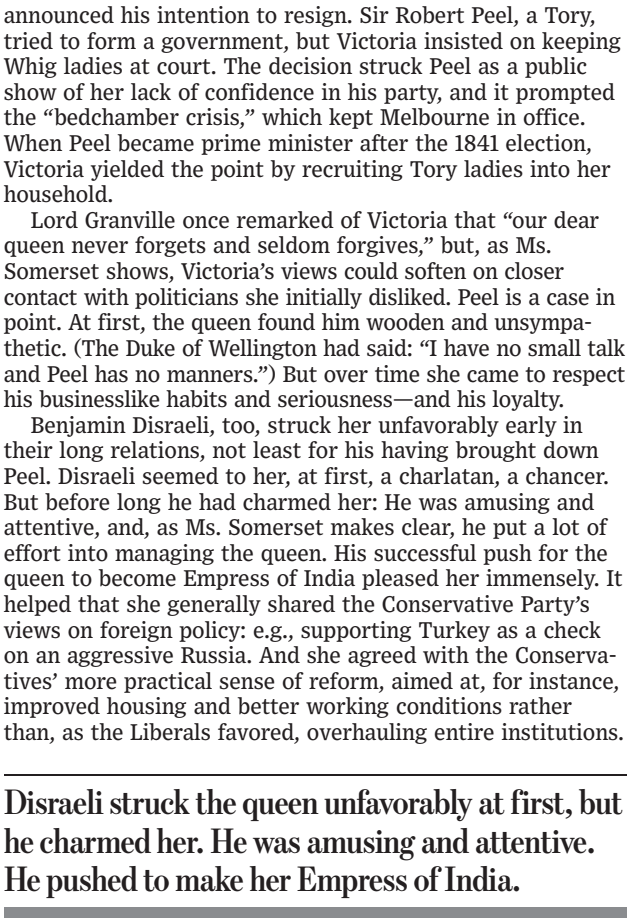 announced his intention to resign. Sir Robert Peel, a Tory,
tried to form a government, but Victoria insisted on keeping
Whig ladies at court. The decision struck Peel as a public
show of her lack of confidence in his party, and it prompted
the “bedchamber crisis,” which kept Melbourne in office.
When Peel became prime minister after the 1841 election,
Victoria yielded the point by recruiting Tory ladies into her
household.
Lord Granville once remarked of Victoria that “our dear
queen never forgets and seldom forgives,” but, as Ms.
Somerset shows, Victoria’s views could soften on closer
contact with politicians she initially disliked. Peel is a case in
point. At first, the queen found him wooden and unsympa-
thetic. (The Duke of Wellington had said: “I have no small talk
and Peel has no manners.”) But over time she came to respect
his businesslike habits and seriousness—and his loyalty.
Benjamin Disraeli, too, struck her unfavorably early in
their long relations, not least for his having brought down
Peel. Disraeli seemed to her, at first, a charlatan, a chancer.
But before long he had charmed her: He was amusing and
attentive, and, as Ms. Somerset makes clear, he put a lot of
effort into managing the queen. His successful push for the
queen to become Empress of India pleased her immensely. It
helped that she generally shared the Conservative Party’s
views on foreign policy: e.g., supporting Turkey as a check
on an aggressive Russia. And she agreed with the Conserva-
tives’ more practical sense of reform, aimed at, for instance,
improved housing and better working conditions rather
than, as the Liberals favored, overhauling entire institutions.
Disraeli struck the queen unfavorably at first, but
he charmed her. He was amusing and attentive.
He pushed to make her Empress of India.